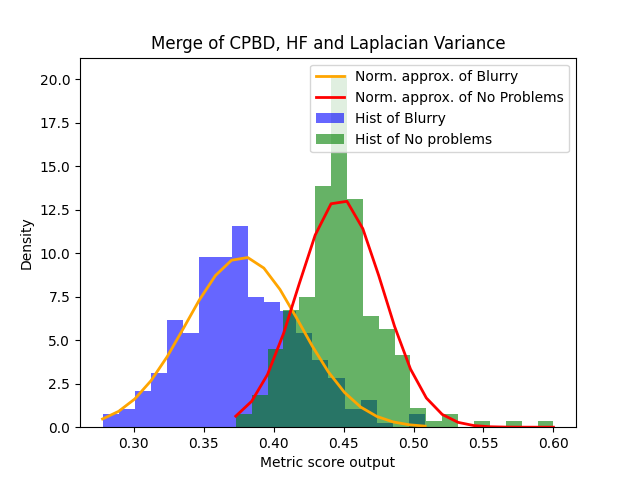 Merge of CPBD, HF and Laplacian Variance
Norm. approx. of Blurry
Norm. approx. of No Problems
Hist of Blurry
Hist of No problems
Density
20.0
17.5
15.0
12.5
10.0
7.5
5.0
2.5
0.0
0.30 0.35 0.40 0.45 0.50 0.55 0.60
Metric score output